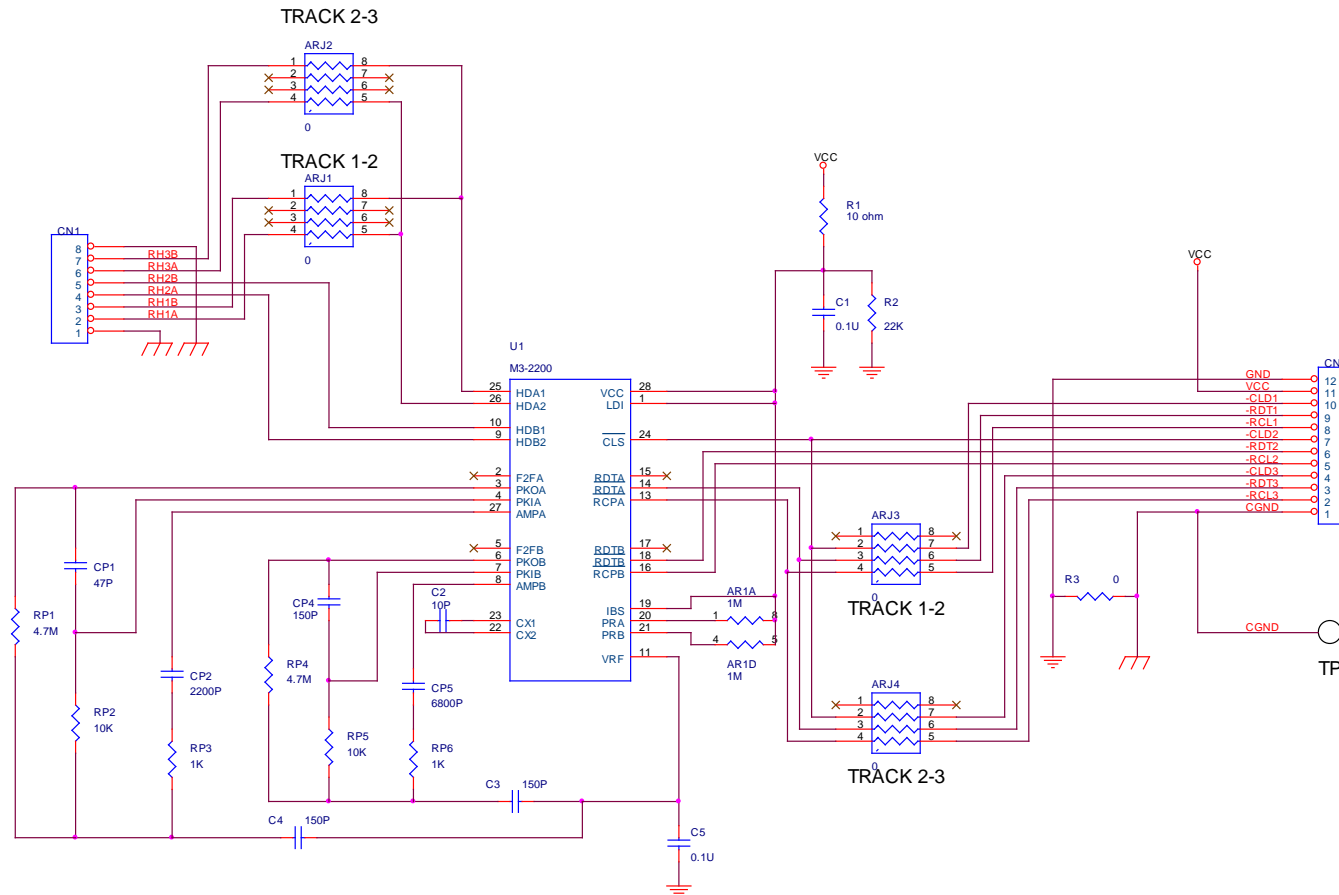 TRACK 2-3
ARJ2
1 8
2 7
3 6
4 5
0
TRACK 1-2
ARJ1
1 8
2 7
3 6
4 5
0
CN1
8
7 RH3B
6 RH3A
5 RH2B
4 RH2A
3 RH1B
2 RH1A
1
VCC
R1
10 ohm
C1
0.1U
R2
22K
VCC
U1
M3-2200
25 HDA1 VCC 28
26 HDA2 LDI 1
10 HDB1
9 HDB2 CLS 24
2 F2FA RDTA 15
3 PKOA RDTA 14
4 PKIA RCPA 13
27 AMPA
5 F2FB RDTB 17
6 PKOB RDTB 18
7 PKIB RCPB 16
8 AMPB
IBS 19
23 CX1 PRA 20
22 CX2 PRB 21
VRF 11
CN
GND 12
VCC 11
-CLD1 10
-RDT1 9
-RCL1 8
-CLD2 7
-RDT2 6
-RCL2 5
-CLD3 4
-RDT3 3
-RCL3 2
CGND 1
ARJ3
1 8
2 7
3 6
4 5
0
TRACK 1-2
CP1
47P
RP1
4.7M
CP4
150P
C2
10P
AR1A
1M
1 8
4 5
AR1D
1M
R3 0
CGND
TP
CP2
2200P
RP4
4.7M
CP5
6800P
RP2
10K
RP3
1K
RP5
10K
RP6
1K
ARJ4
1 8
2 7
3 6
4 5
0
TRACK 2-3
C3 150P
C4 150P
C5
0.1U